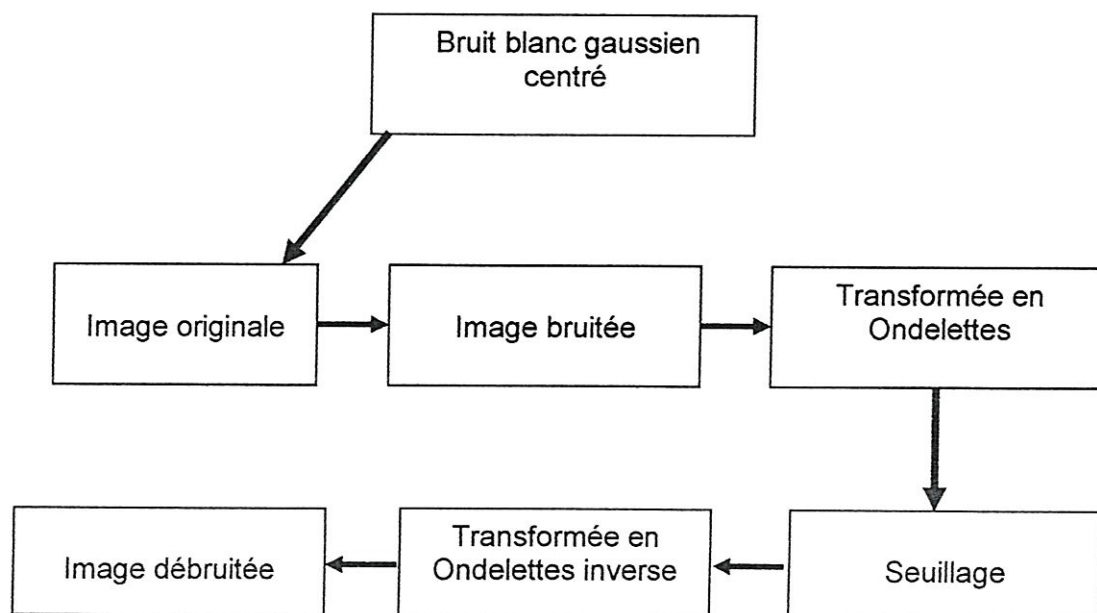 Bruit blanc gaussien
centré
Image originale
Image bruitée
Transformée en
Ondelettes
Image débruitée
Transformée en
Ondelettes inverse
Seuillage